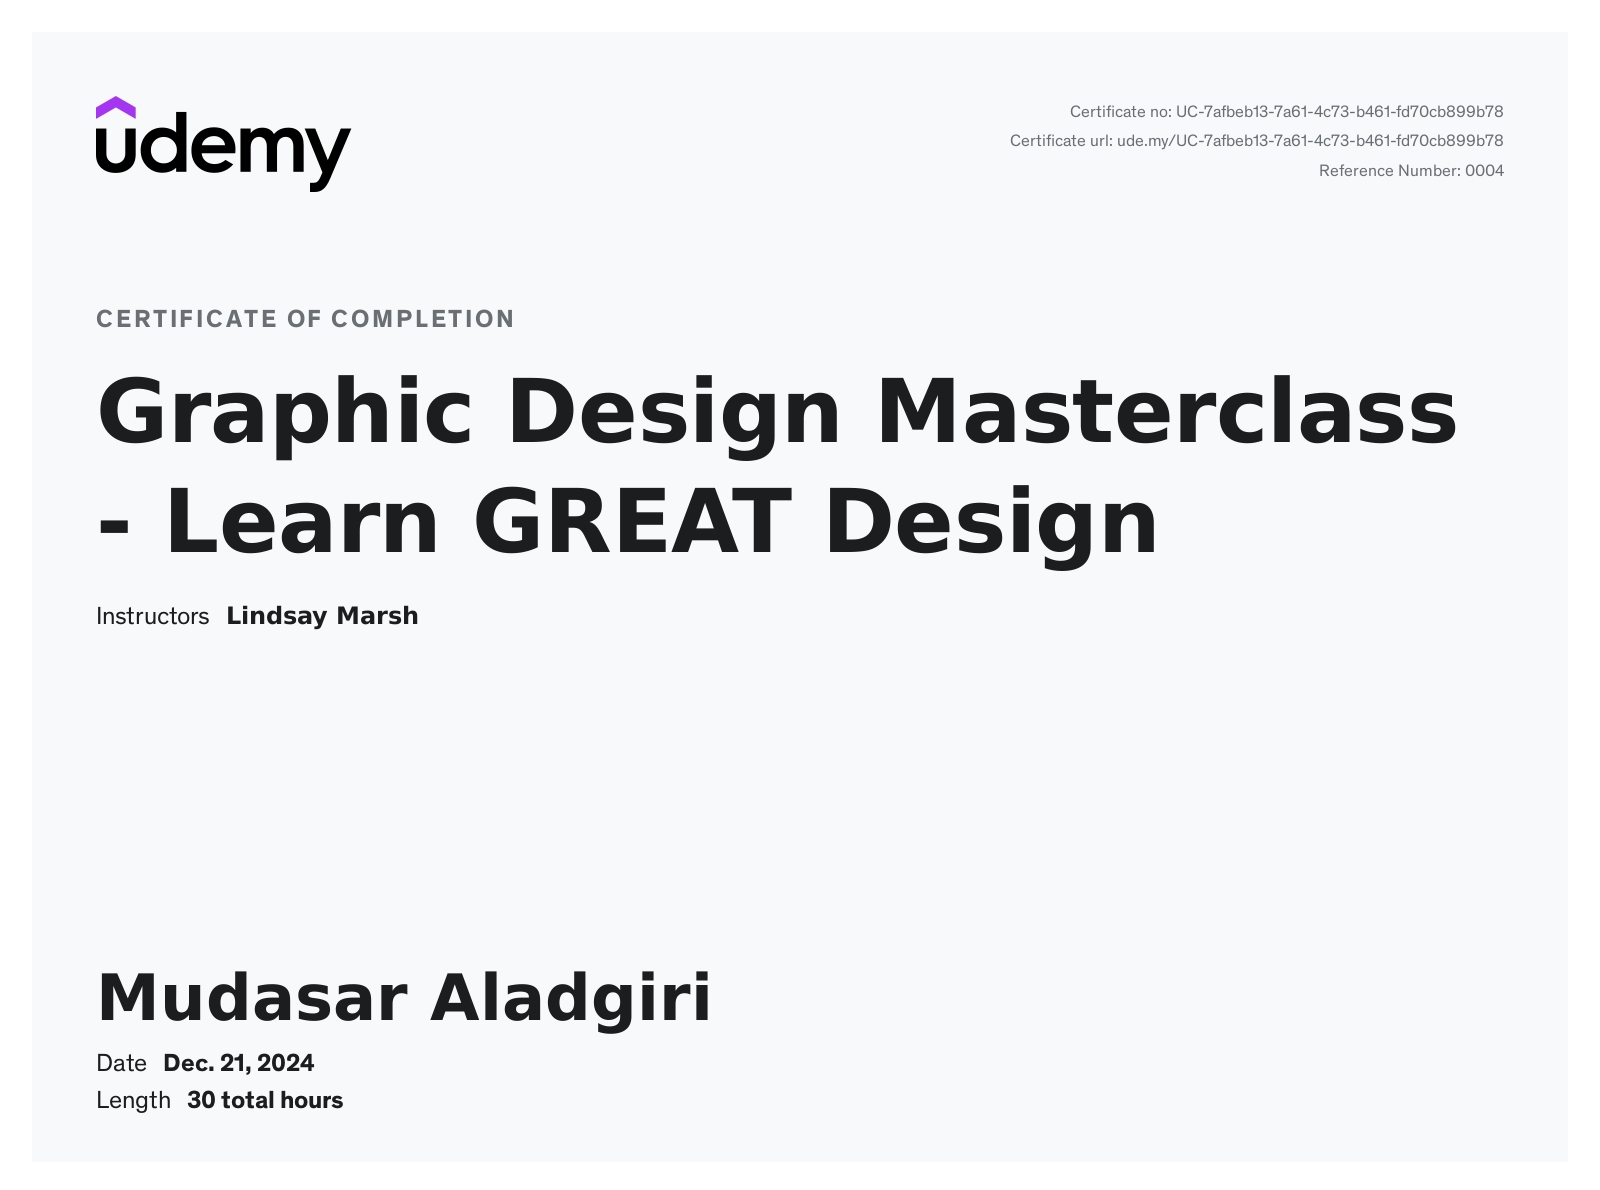 udemy
Certificate no: UC-7afbeb13-7a61-4c73-b461-fd70cb899b78
Certificate url: ude.my/UC-7afbeb13-7a61-4c73-b461-fd70cb899b78
Reference Number: 0004
CERTIFICATE OF COMPLETION
Graphic Design Masterclass
- Learn GREAT Design
Instructors Lindsay Marsh
Mudasar Aladgiri
Date Dec. 21, 2024
Length 30 total hours